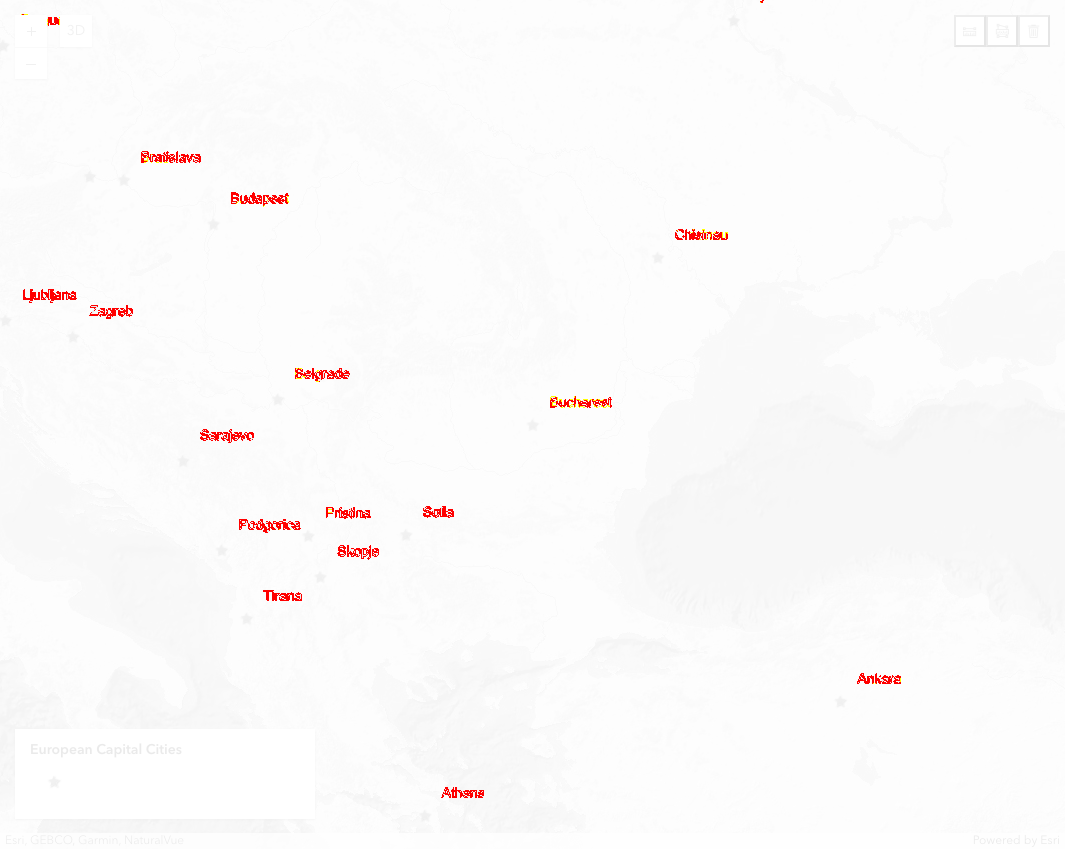 +
3D
−
Bratislava
Budapest
Chisinau
Ljubljana
Zagreb
Belgrade
Bucharest
Sarajevo
Pristina
Sofia
Podgorica
Skopje
Tirana
Ankara
European Capital Cities
Athens
Esri, GEBCO, Garmin, NaturalVue
Powered by Esri